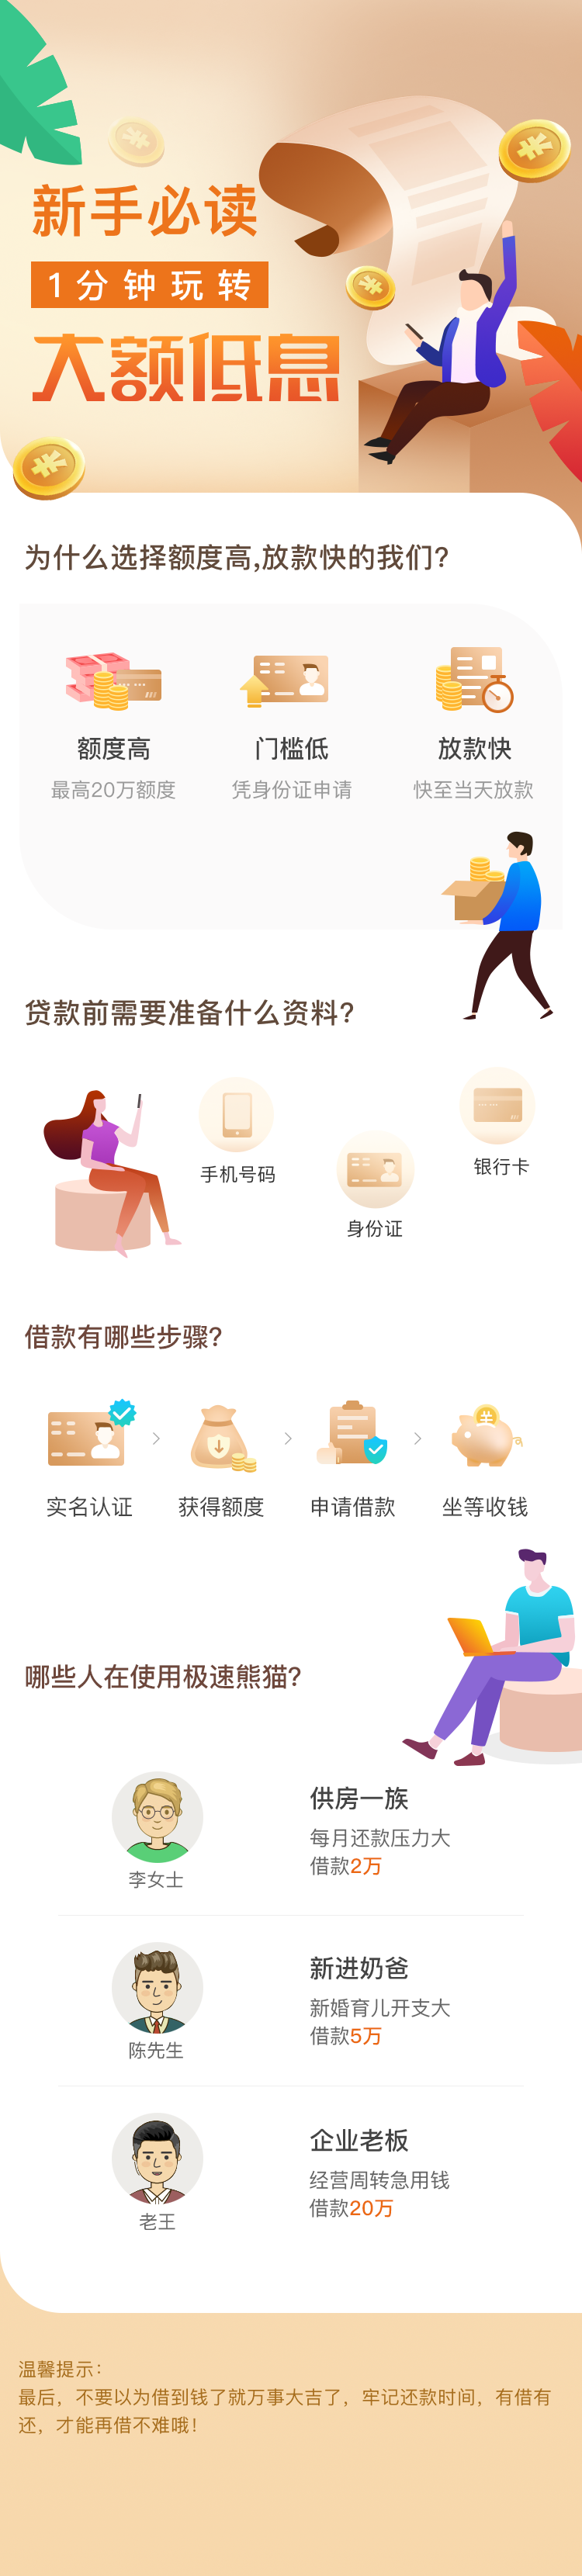 新手必读
1分钟玩转
大额低息
为什么选择额度高,放款快的我们?
额度高
门槛低
放款快
最高20万额度
凭身份证申请
快至当天放款
贷款前需要准备什么资料?
手机号码
银行卡
身份证
借款有哪些步骤?
实名认证
获得额度
申请借款
坐等收钱
哪些人在使用极速熊猫?
供房一族
每月还款压力大
借款2万
李女士
新进奶爸
新婚育儿开支大
借款5万
陈先生
企业老板
经营周转急用钱
借款20万
老王
温馨提示：
最后，不要以为借到钱了就万事大吉了，牢记还款时间，有借有
还，才能再借不难哦！